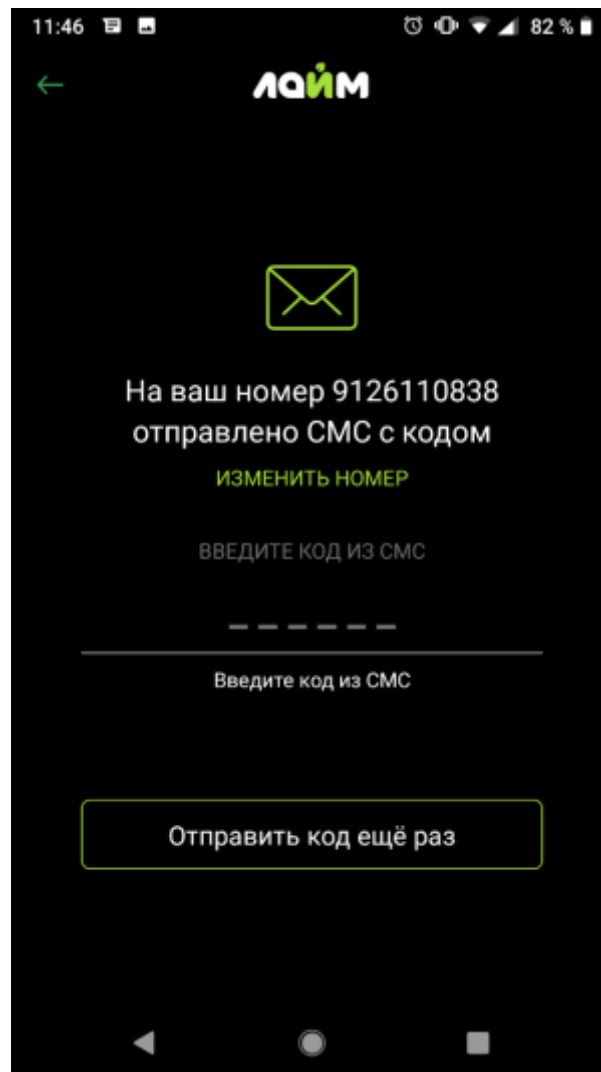 11:46
82 %
лайм
На ваш номер 9126110838
отправлено СМС с кодом
ИЗМЕНИТЬ НОМЕР
ВВЕДИТЕ КОД ИЗ СМС
Введите код из СМС
Отправить код ещё раз